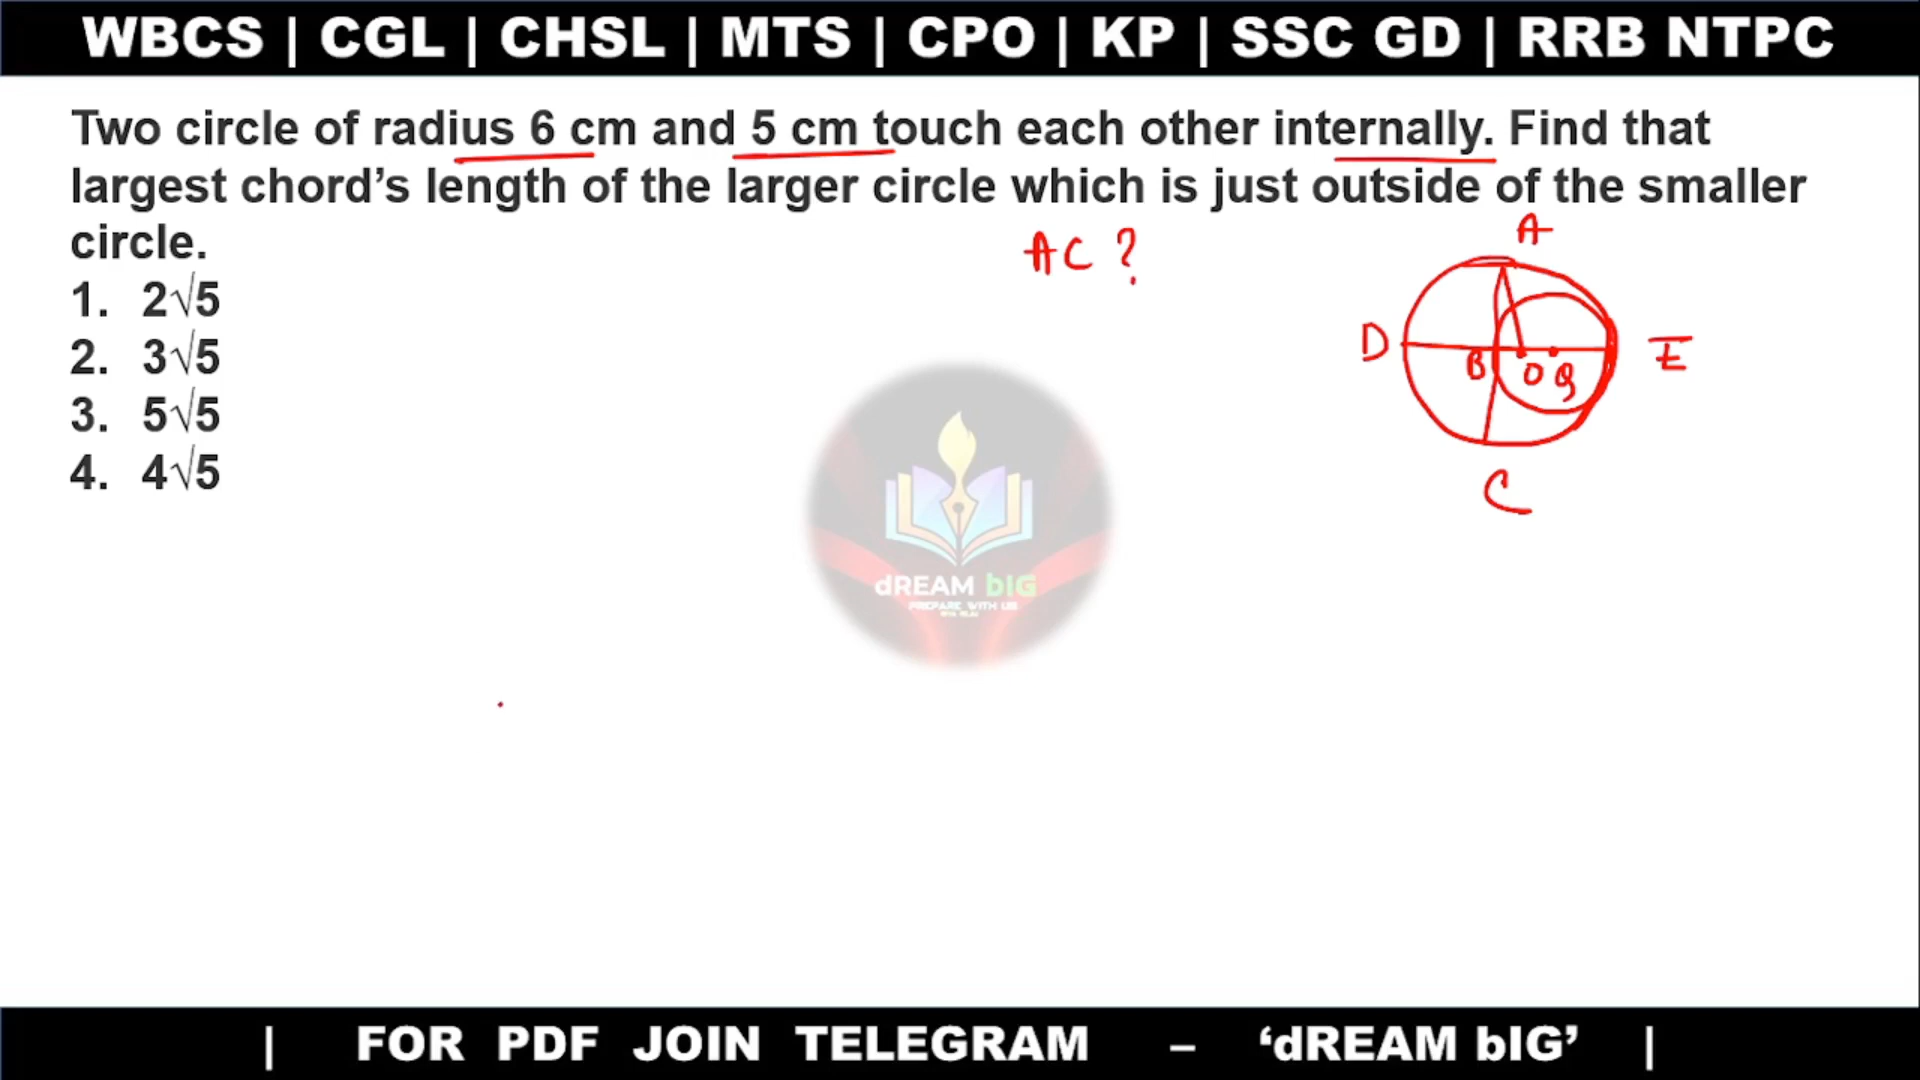 WBCS | CGL | CHSL | MTS | CPO | KP | SSC GD | RRB NTPC
Two circle of radius 6 cm and 5 cm touch each other internally. Find that
largest chord’s length of the larger circle which is just outside of the smaller
circle.
AC ?
A
1. 2√5
2. 3√5
3. 5√5
4. 4√5
D
B
O
Q
E
C
dREAM bIG
PREPARE WITH US
| FOR PDF JOIN TELEGRAM – ‘dREAM bIG’ |